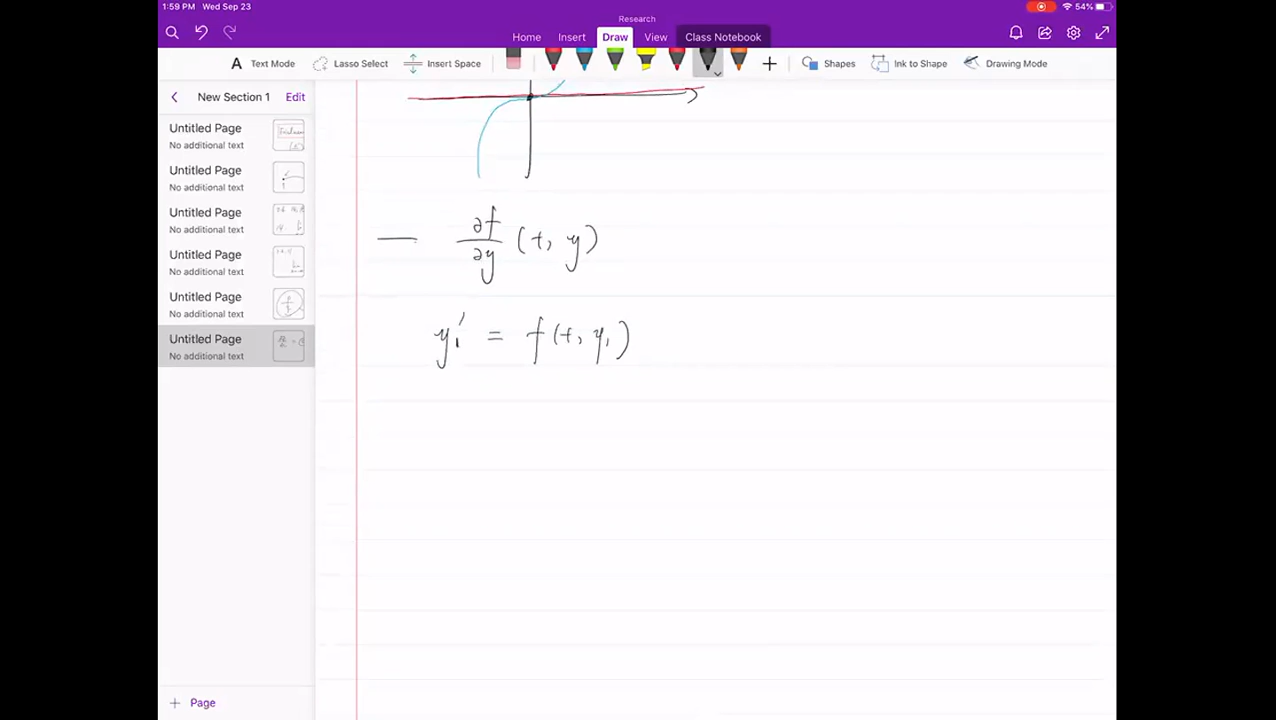 1:59 PM Wed Sep 23
54%
Research
Home Insert Draw View Class Notebook
A Text Mode Lasso Select Insert Space Shapes Ink to Shape Drawing Mode
New Section 1 Edit
Untitled Page
No additional text
Untitled Page
No additional text
Untitled Page
No additional text
Untitled Page
No additional text
Untitled Page
No additional text
Untitled Page
No additional text
+ Page
— ∂f/∂y (t, y)
y₁′ = f(t, y₁)